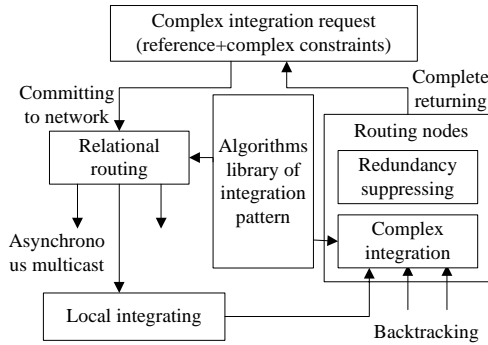 Complex integration request
(reference+complex constraints)
Committing
to network
Complete
returning
Relational
routing
Algorithms
library of
integration
pattern
Routing nodes
Redundancy
suppressing
Complex
integration
Asynchrono
us multicast
Local integrating
Backtracking